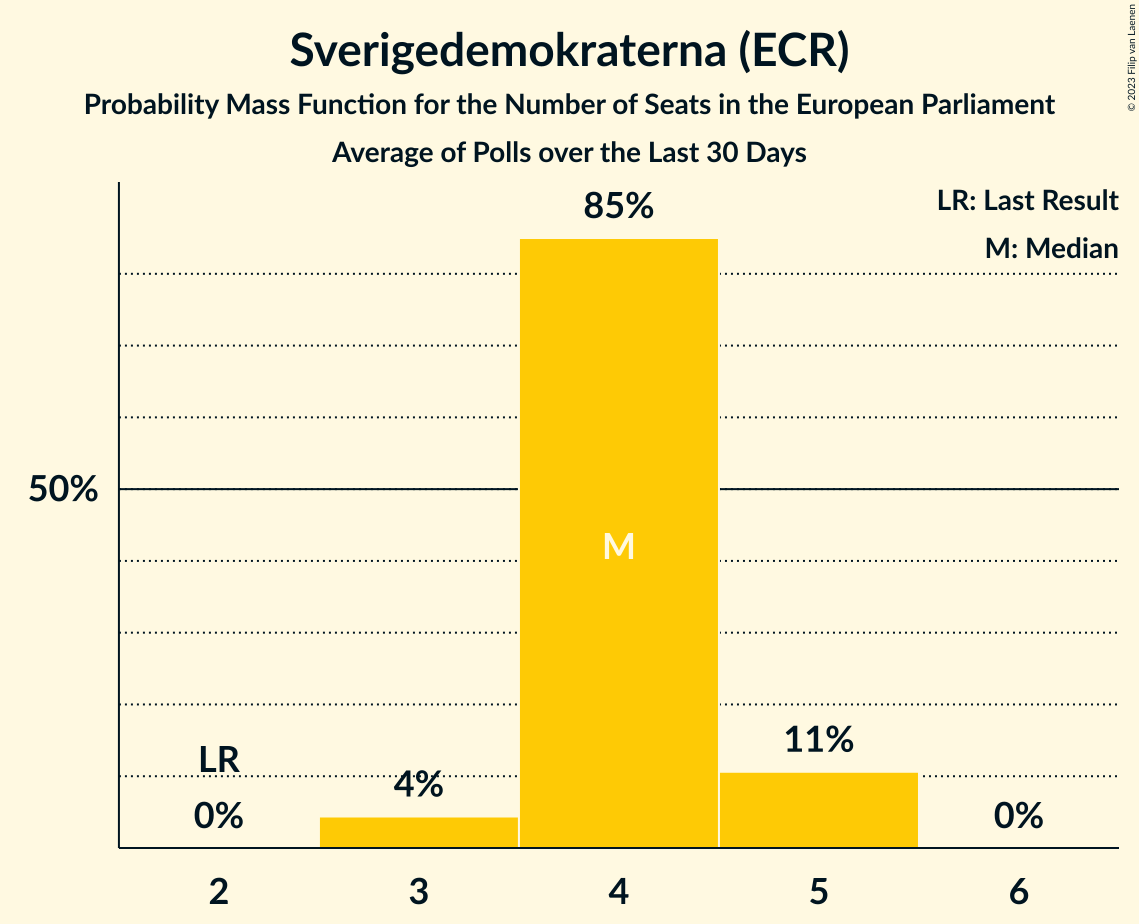 Sverigedemokraterna (ECR)
Probability Mass Function for the Number of Seats in the European Parliament
Average of Polls over the Last 30 Days
© 2023 Filip van Laenen
LR: Last Result
M: Median
85%
50%
M
LR
0%
4%
11%
0%
2 3 4 5 6